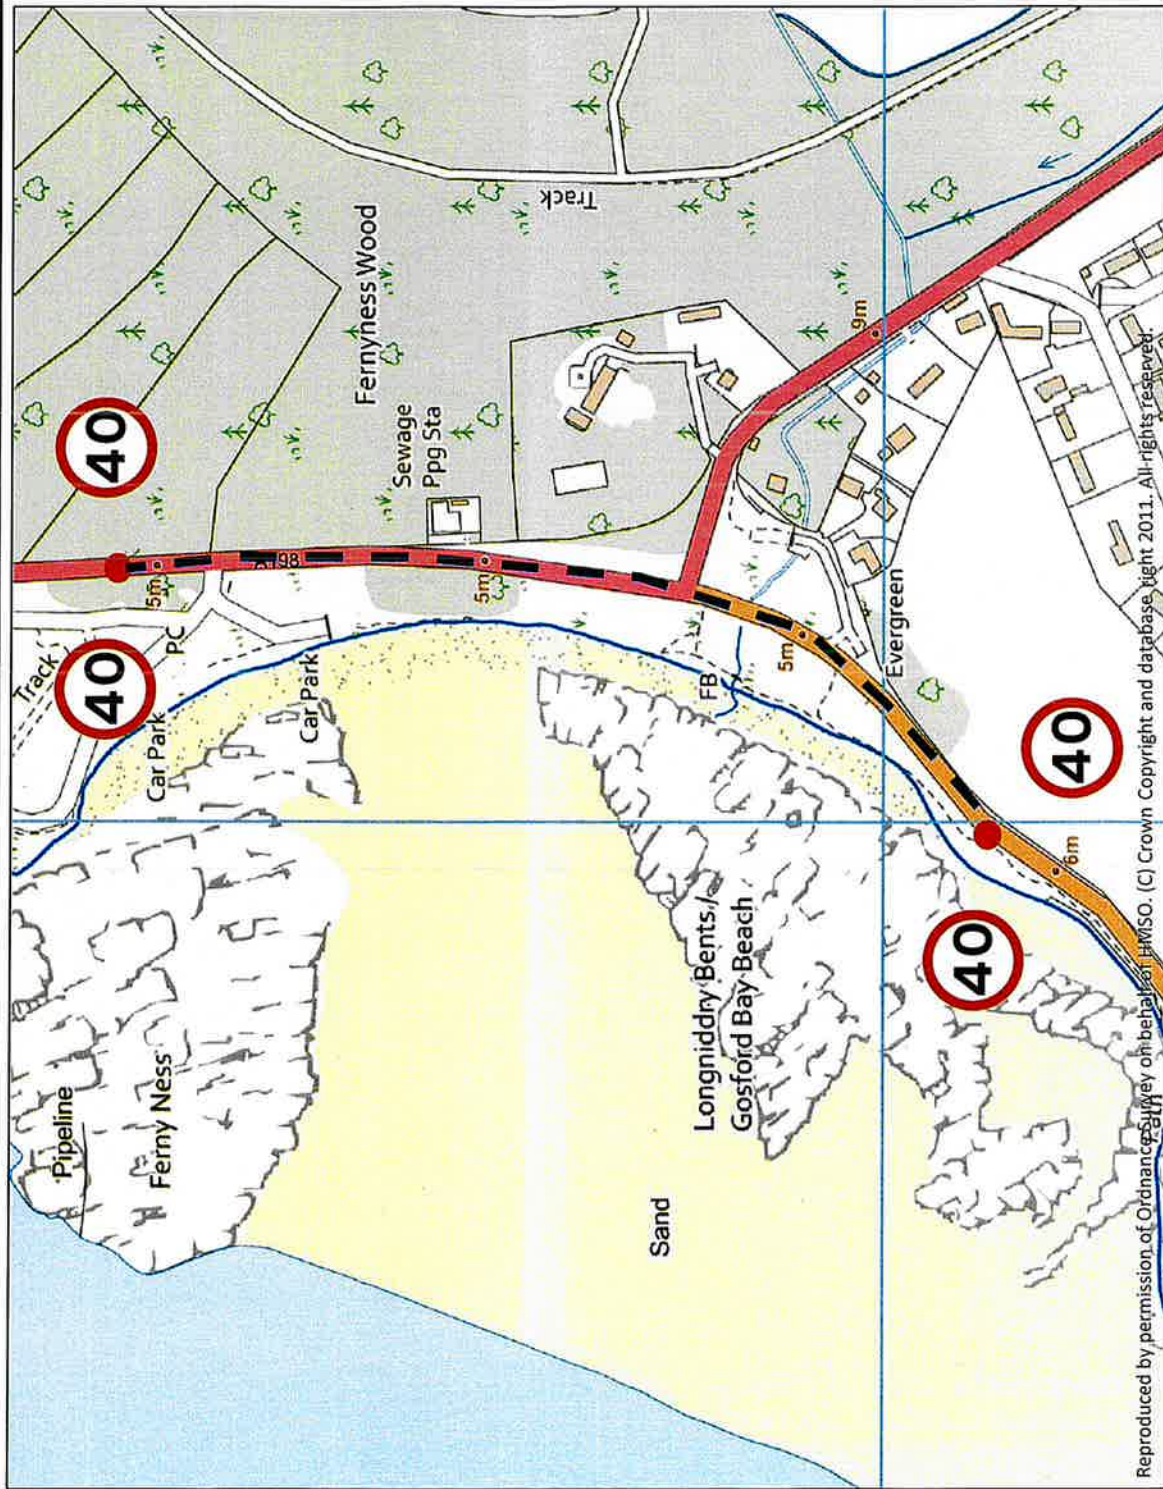 40
40
Track
PC
Car Park
Car Park
5m
A198
5m
Pipeline
Ferny Ness
Fernyness Wood
Sewage
Ppg Sta
Track
Sand
Longniddry Bents/
Gosford Bay Beach
FB
5m
Evergreen
9m
6m
40
40
Path
Reproduced by permission of Ordnance Survey on behalf of HMSO. (C) Crown Copyright and database right 2011. All rights reserved.